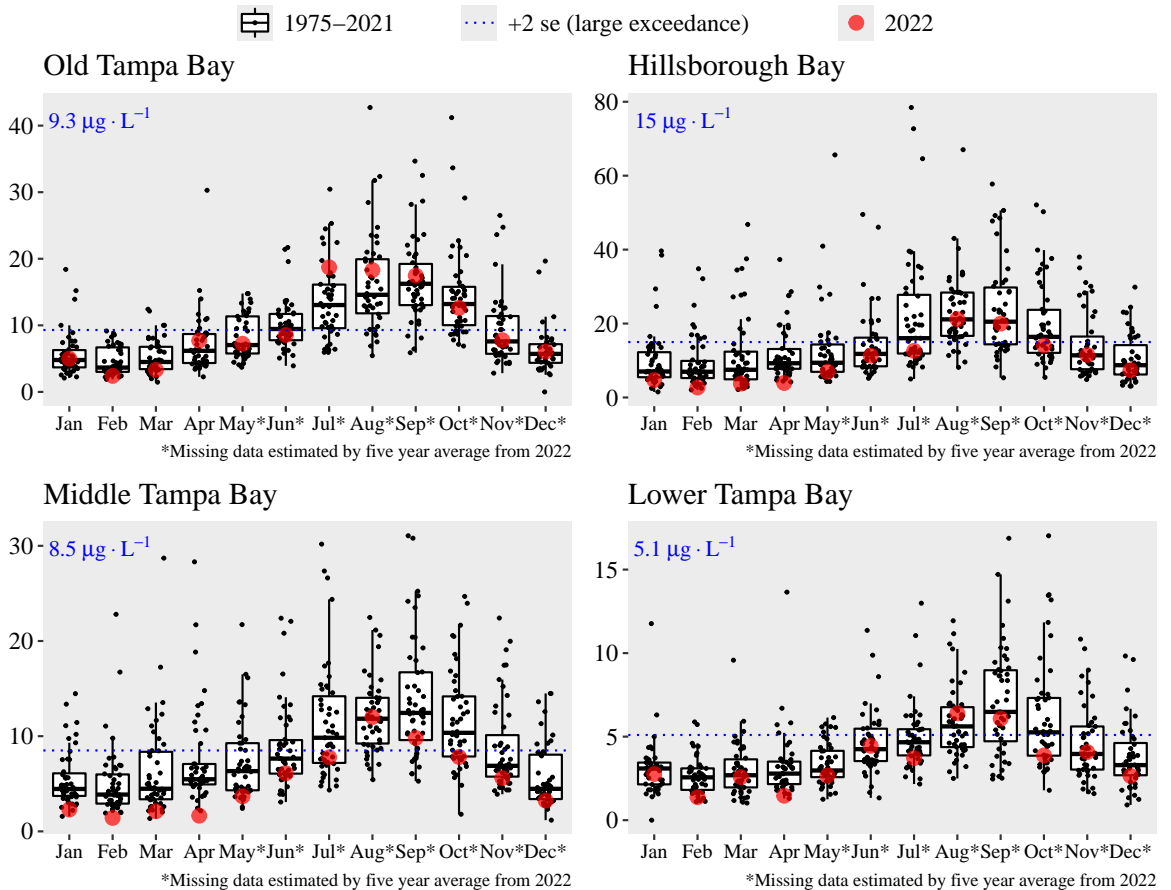 1975–2021 +2 se (large exceedance) 2022
Old Tampa Bay
9.3 μg · L⁻¹
40
30
20
10
0
Jan Feb Mar Apr May* Jun* Jul* Aug* Sep* Oct* Nov* Dec*
*Missing data estimated by five year average from 2022
Hillsborough Bay
15 μg · L⁻¹
80
60
40
20
0
Jan Feb Mar Apr May* Jun* Jul* Aug* Sep* Oct* Nov* Dec*
*Missing data estimated by five year average from 2022
Middle Tampa Bay
8.5 μg · L⁻¹
30
20
10
0
Jan Feb Mar Apr May* Jun* Jul* Aug* Sep* Oct* Nov* Dec*
*Missing data estimated by five year average from 2022
Lower Tampa Bay
5.1 μg · L⁻¹
15
10
5
0
Jan Feb Mar Apr May* Jun* Jul* Aug* Sep* Oct* Nov* Dec*
*Missing data estimated by five year average from 2022